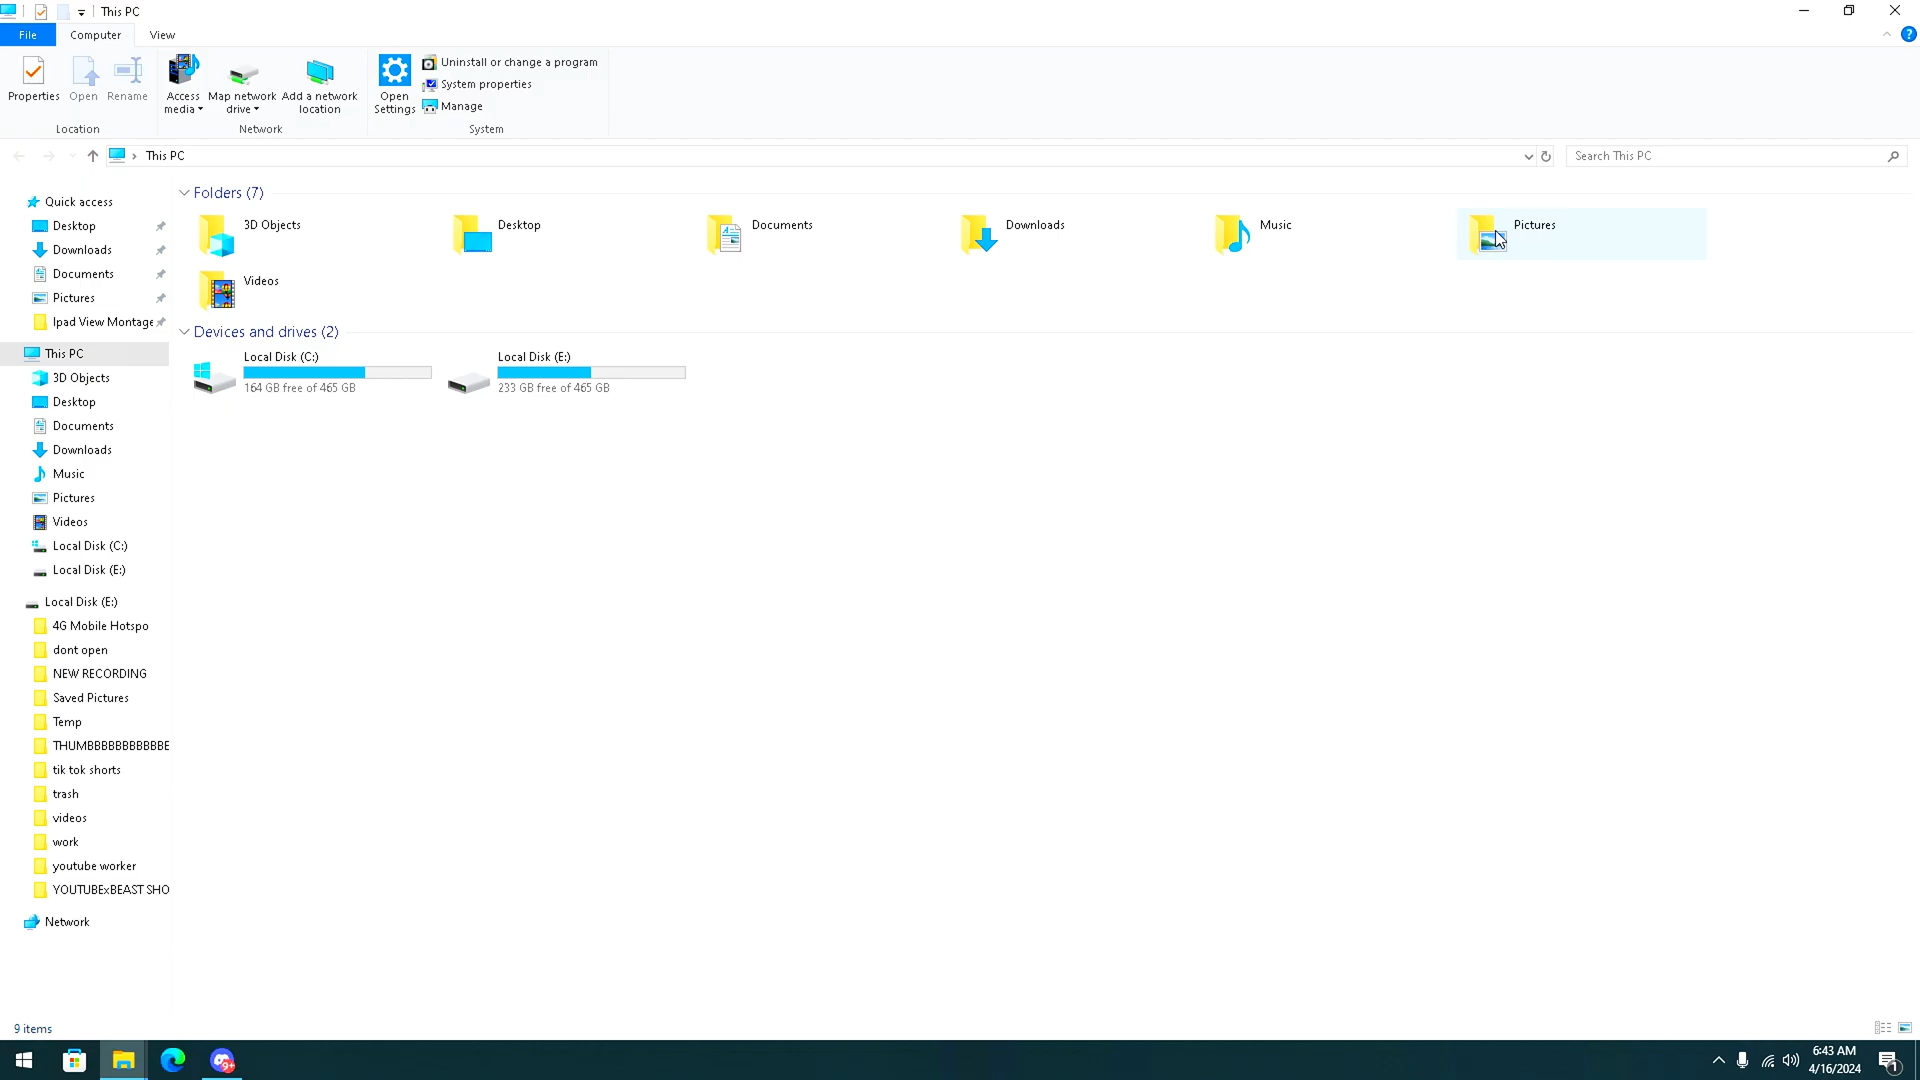 This PC
File
Computer
View
Properties
Open
Rename
Access
media
Map network
drive
Add a network
location
Open
Settings
Uninstall or change a program
System properties
Manage
Location
Network
System
This PC
Search This PC
Quick access
Desktop
Downloads
Documents
Pictures
Ipad View Montage
This PC
3D Objects
Desktop
Documents
Downloads
Music
Pictures
Videos
Local Disk (C:)
Local Disk (E:)
Local Disk (E:)
4G Mobile Hotspo
dont open
NEW RECORDING
Saved Pictures
Temp
THUMBBBBBBBBBBE
tik tok shorts
trash
videos
work
youtube worker
YOUTUBExBEAST SHO
Network
Folders (7)
3D Objects
Desktop
Documents
Downloads
Music
Pictures
Videos
Devices and drives (2)
Local Disk (C:)
164 GB free of 465 GB
Local Disk (E:)
233 GB free of 465 GB
9 items
9+
6:43 AM
4/16/2024
1